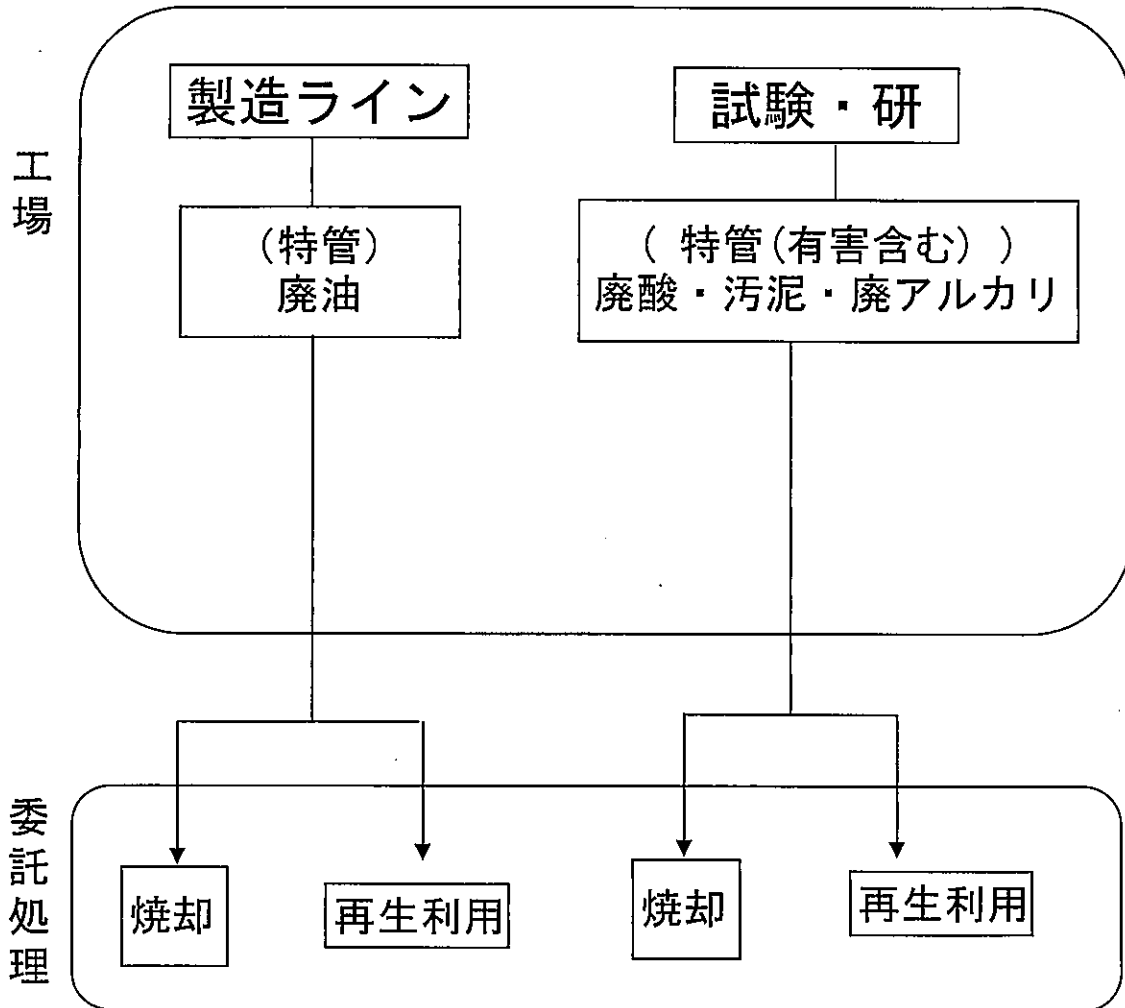 工場
製造ライン
試験・研
(特管)
廃油
( 特管(有害含む) )
廃酸・汚泥・廃アルカリ
委託処理
焼却
再生利用
焼却
再生利用